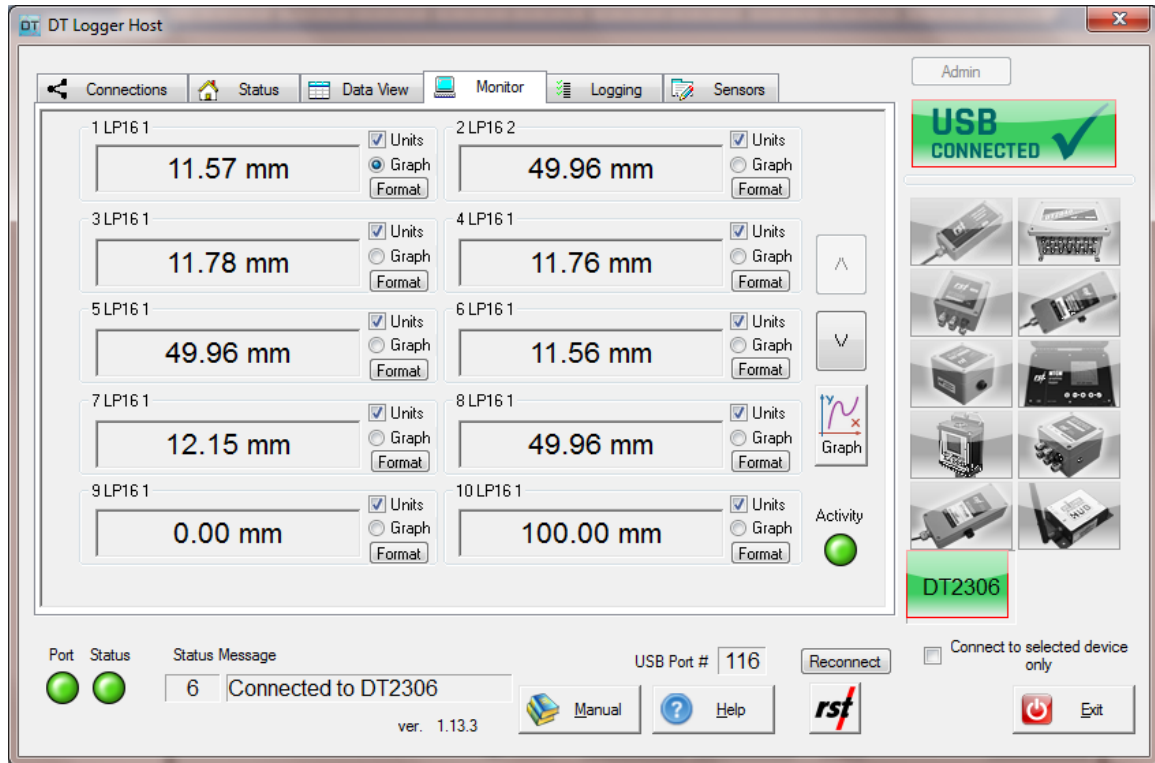 DT DT Logger Host
Admin
Connections Status Data View Monitor Logging Sensors
USB
CONNECTED
1 LP16 1
11.57 mm
Units
Graph
Format
2 LP16 2
49.96 mm
Units
Graph
Format
3 LP16 1
11.78 mm
Units
Graph
Format
4 LP16 1
11.76 mm
Units
Graph
Format
5 LP16 1
49.96 mm
Units
Graph
Format
6 LP16 1
11.56 mm
Units
Graph
Format
7 LP16 1
12.15 mm
Units
Graph
Format
8 LP16 1
49.96 mm
Units
Graph
Format
9 LP16 1
0.00 mm
Units
Graph
Format
10 LP16 1
100.00 mm
Units
Graph
Format
Y
X
Graph
Activity
DT2306
Port Status Status Message
6 Connected to DT2306
ver. 1.13.3
USB Port # 116
Reconnect
Connect to selected device
only
Manual
Help
rst
Exit